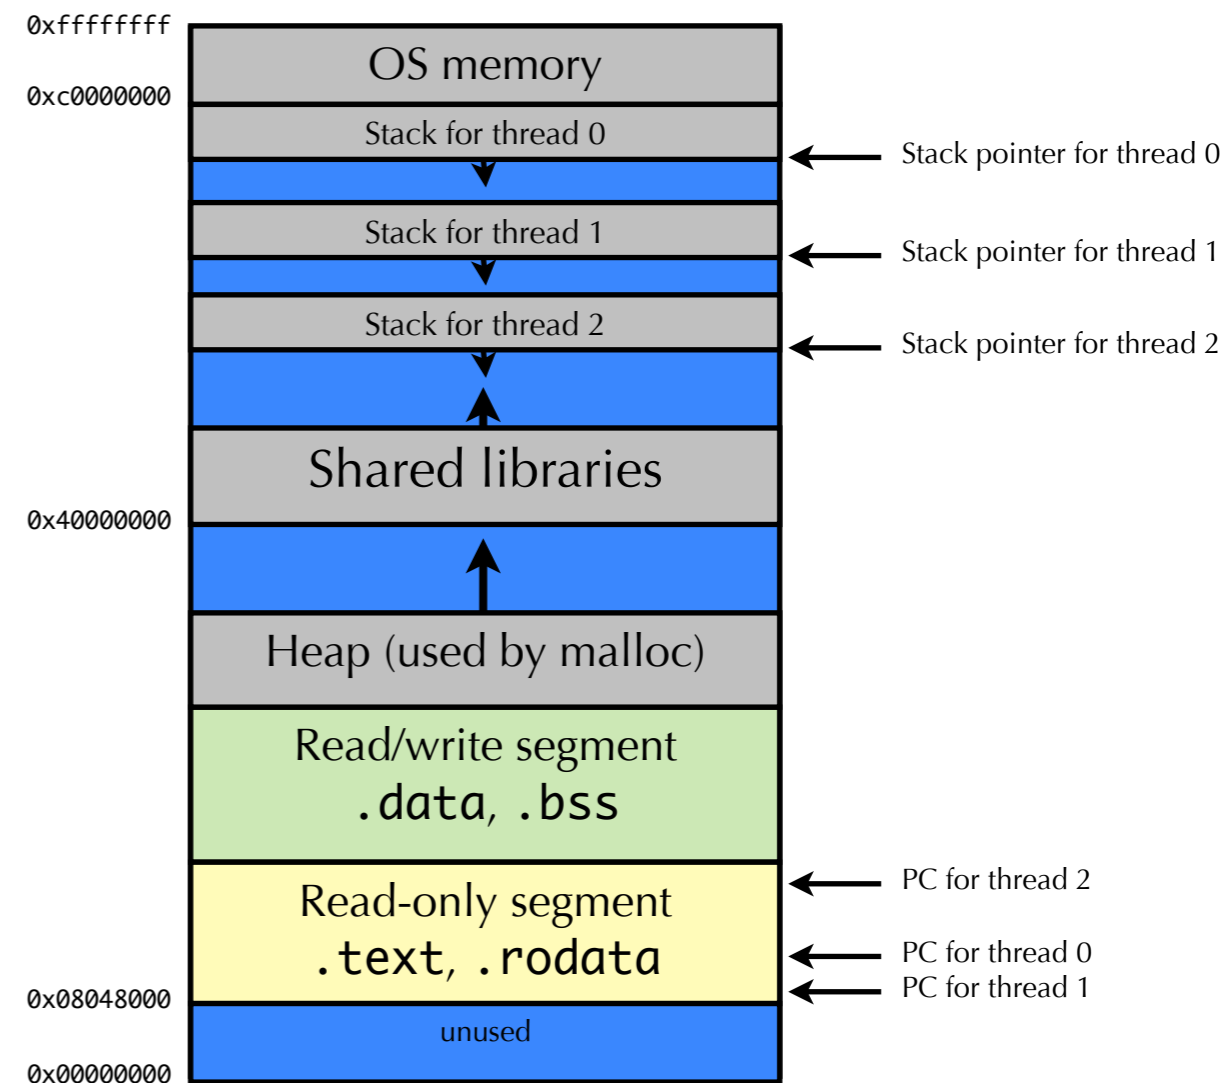 0xffffffff
OS memory
0xc0000000
Stack for thread 0
Stack pointer for thread 0
Stack for thread 1
Stack pointer for thread 1
Stack for thread 2
Stack pointer for thread 2
Shared libraries
0x40000000
Heap (used by malloc)
Read/write segment
.data, .bss
PC for thread 2
Read-only segment
.text, .rodata
PC for thread 0
PC for thread 1
0x08048000
unused
0x00000000